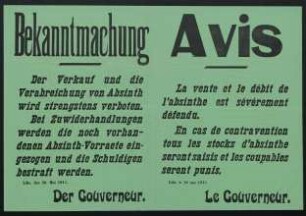 Bekanntmachung
Der Verkauf und die
Verabreichung von Absinth
wird strengstens verboten.
Bei Zuwiderhandlungen
werden die noch vorhan-
denen Absinth-Vorraete ein-
gezogen und die Schuldigen
bestraft werden.
Der Gouverneur.
Avis
La vente et le débit de
l'absinthe est sévèrement
défendu.
En cas de contravention
tous les stocks d'absinthe
seront saisis et les coupables
seront punis.
Le Gouverneur.